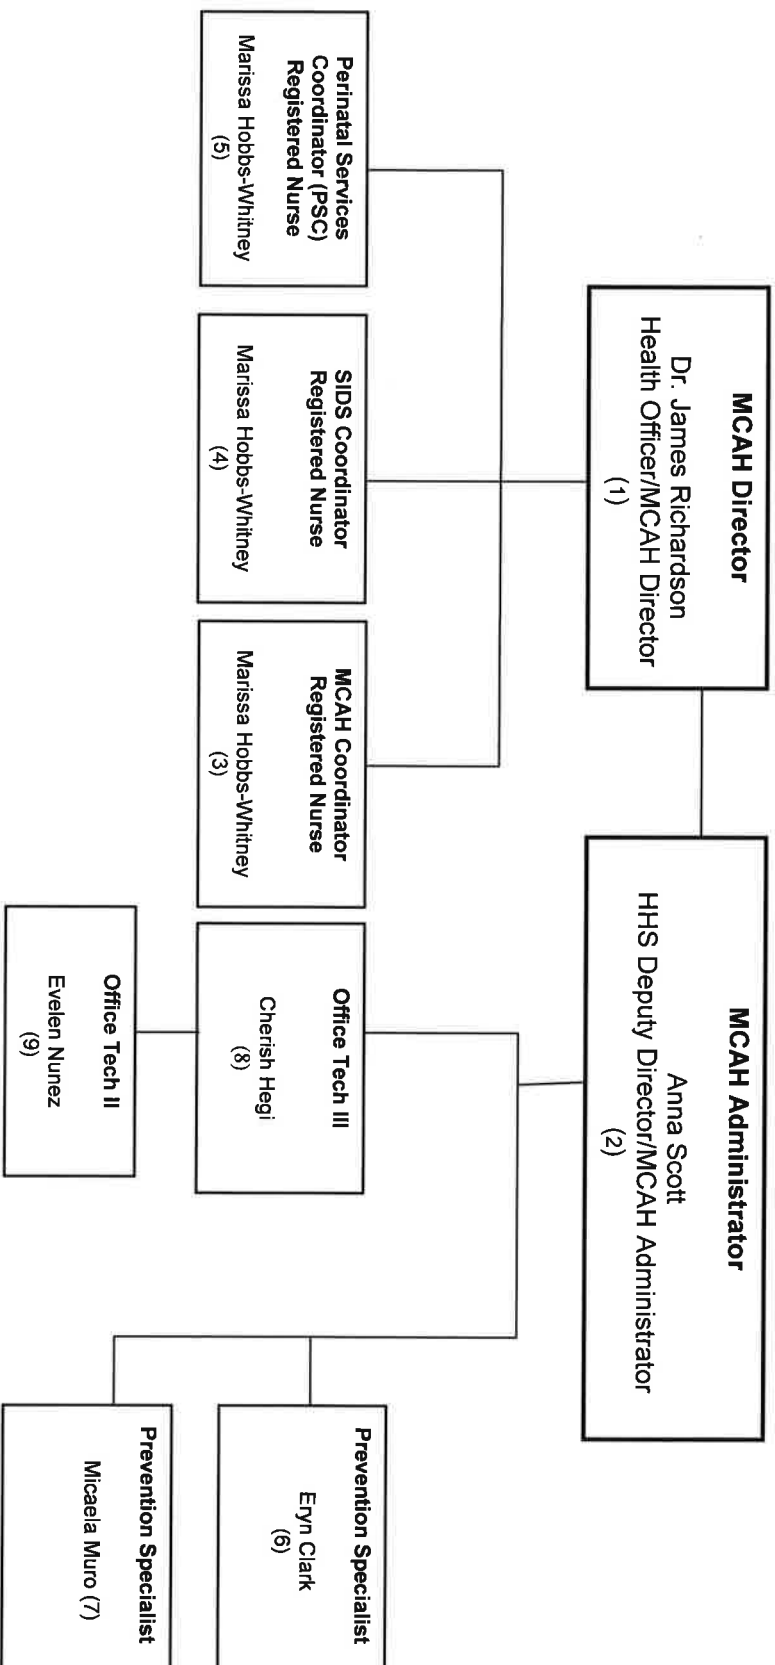 MCAH Director
Dr. James Richardson
Health Officer/MCAH Director
(1)
MCAH Administrator
Anna Scott
HHS Deputy Director/MCAH Administrator
(2)
Perinatal Services
Coordinator (PSC)
Registered Nurse
Marissa Hobbs-Whitney
(5)
SIDS Coordinator
Registered Nurse
Marissa Hobbs-Whitney
(4)
MCAH Coordinator
Registered Nurse
Marissa Hobbs-Whitney
(3)
Office Tech III
Cherish Hegi
(8)
Office Tech II
Evelen Nunez
(9)
Prevention Specialist
Eryn Clark
(6)
Prevention Specialist
Micaela Muro (7)